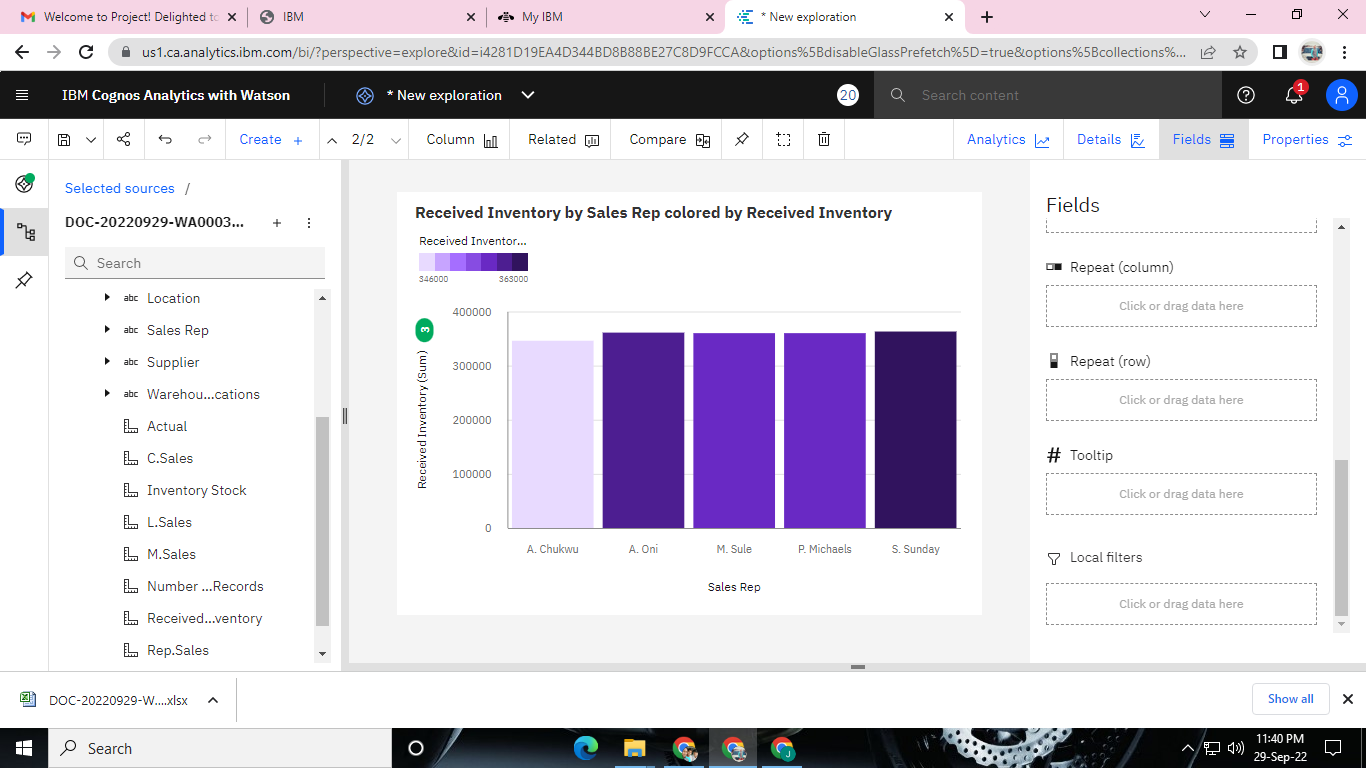 Welcome to Project! Delighted to
IBM
My IBM
* New exploration
us1.ca.analytics.ibm.com/bi/?perspective=explore&id=i4281D19EA4D344BD8B88BE27C8D9FCCA&options%5BdisableGlassPrefetch%5D=true&options%5Bcollections%...
IBM Cognos Analytics with Watson
* New exploration
20
Search content
1
Create +
2/2
Column
Related
Compare
Analytics
Details
Fields
Properties
Selected sources /
DOC-20220929-WA0003...
Search
abc Location
abc Sales Rep
abc Supplier
abc Warehou...cations
Actual
C.Sales
Inventory Stock
L.Sales
M.Sales
Number ...Records
Received...ventory
Rep.Sales
Received Inventory by Sales Rep colored by Received Inventory
Received Inventor...
346000 363000
3
Received Inventory (Sum)
400000
300000
200000
100000
0
A. Chukwu A. Oni M. Sule P. Michaels S. Sunday
Sales Rep
Fields
Repeat (column)
Click or drag data here
Repeat (row)
Click or drag data here
# Tooltip
Click or drag data here
Local filters
Click or drag data here
DOC-20220929-W....xlsx
Show all
Search
J
11:40 PM
29-Sep-22